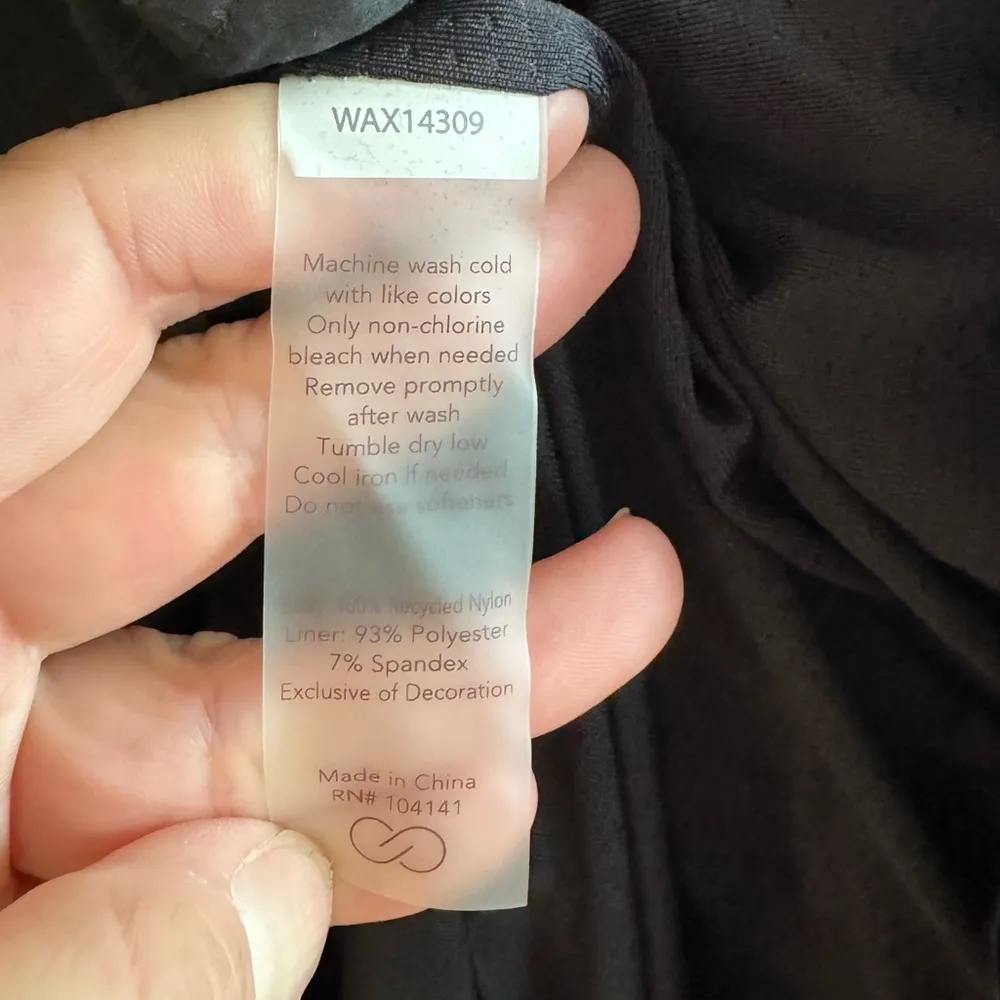 WAX14309
Machine wash cold
with like colors
Only non-chlorine
bleach when needed
Remove promptly
after wash
Tumble dry low
Cool iron if needed
Do not use softeners
100% Recycled Nylon
Liner: 93% Polyester
7% Spandex
Exclusive of Decoration
Made in China
RN# 104141